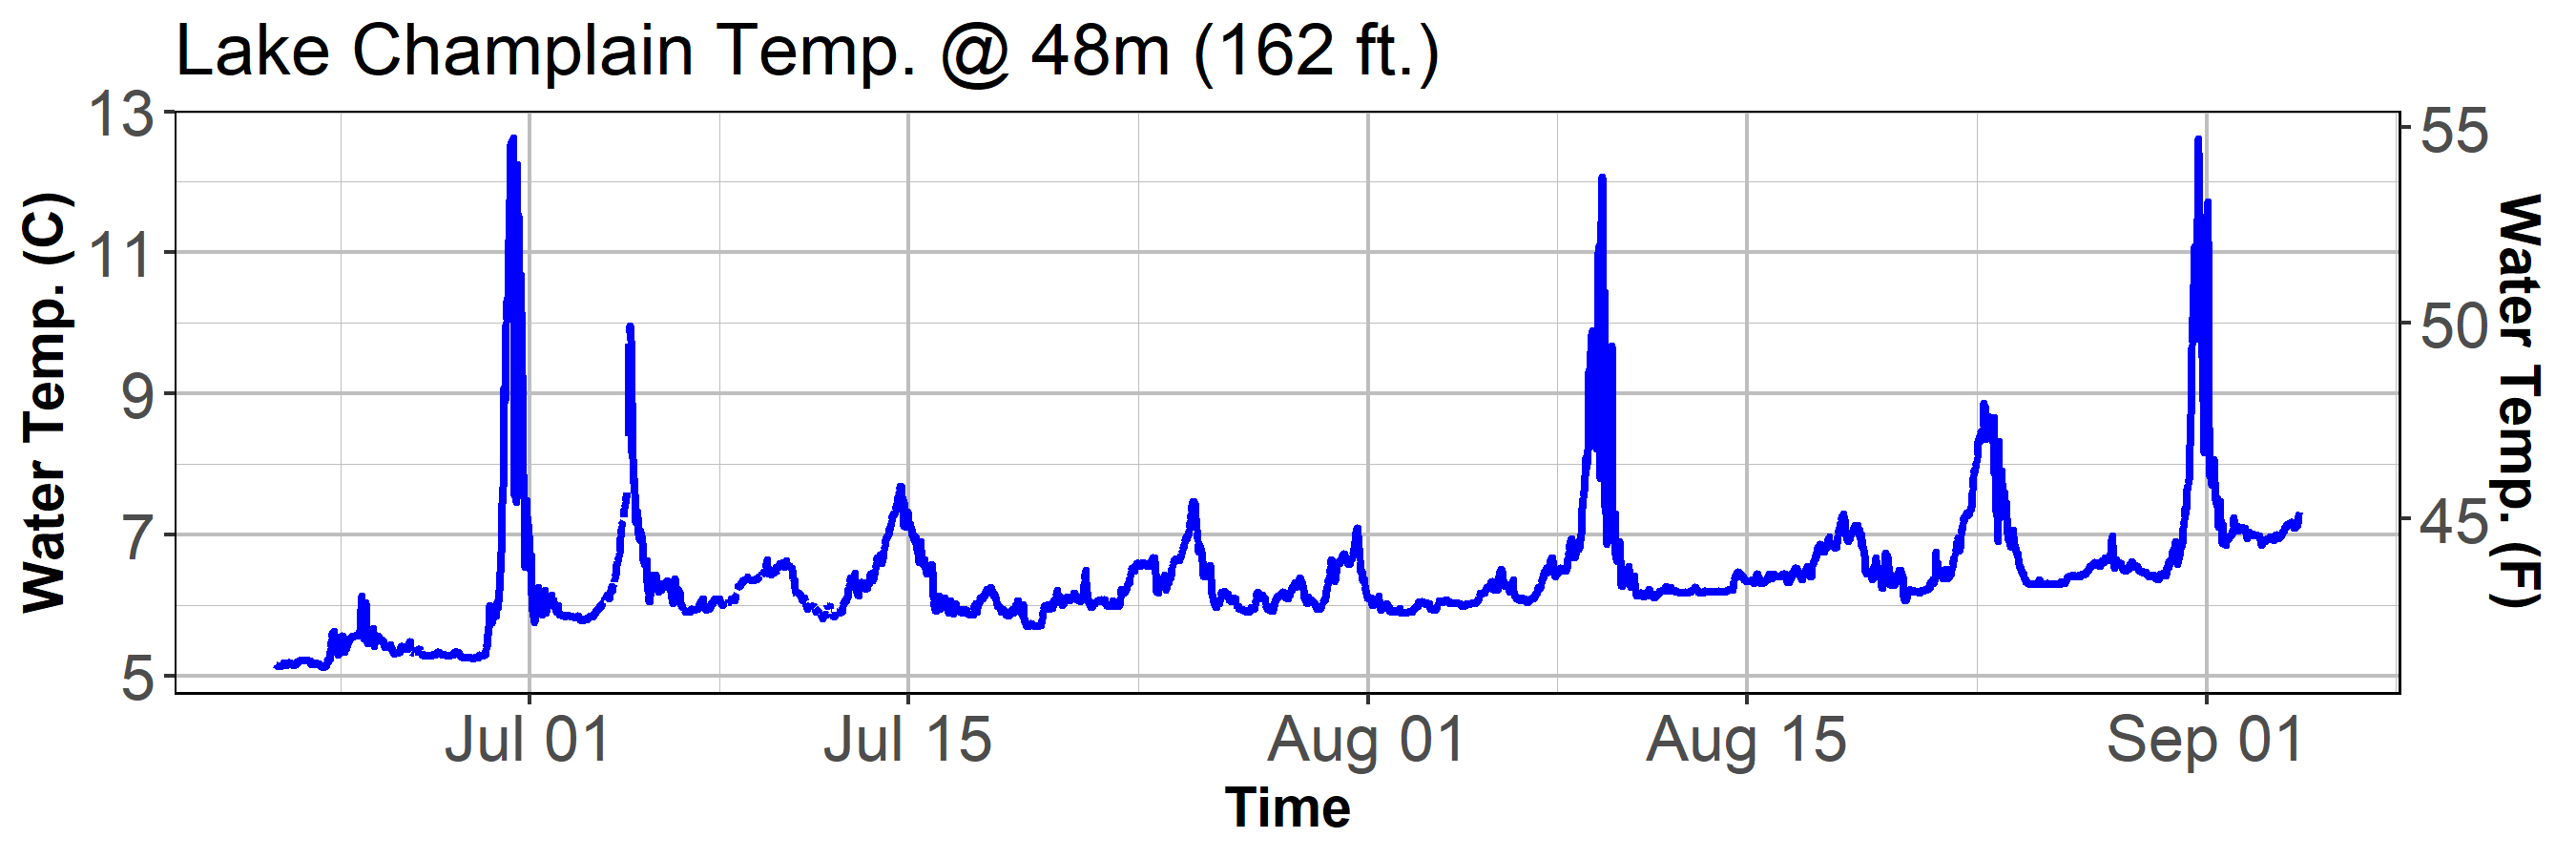 Lake Champlain Temp. @ 48m (162 ft.)
Water Temp. (C)
13
11
9
7
5
55
50
45
Water Temp. (F)
Jul 01
Jul 15
Aug 01
Aug 15
Sep 01
Time